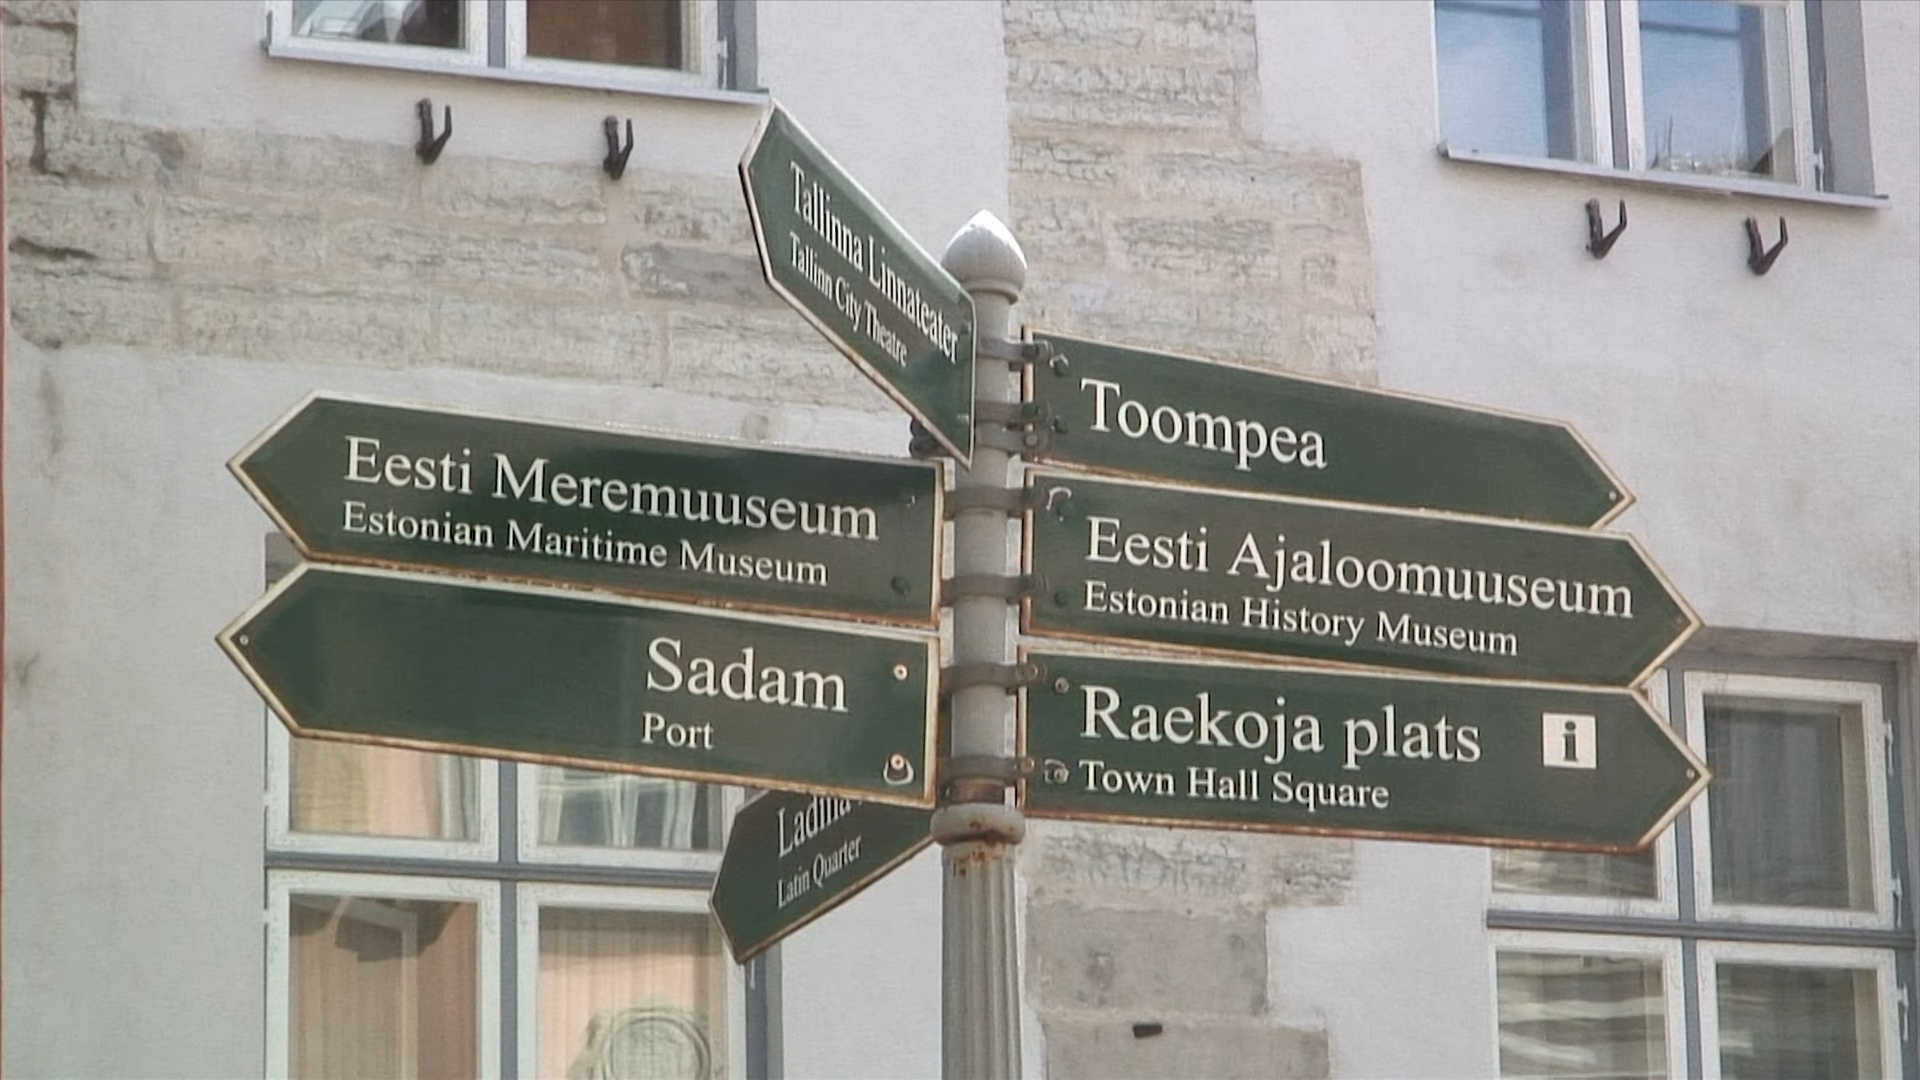 Tallinna Linnateater
Tallinn City Theatre
Toompea
Eesti Meremuuseum
Estonian Maritime Museum
Eesti Ajaloomuuseum
Estonian History Museum
Sadam
Port
Raekoja plats
i
Town Hall Square
Latin Quarter